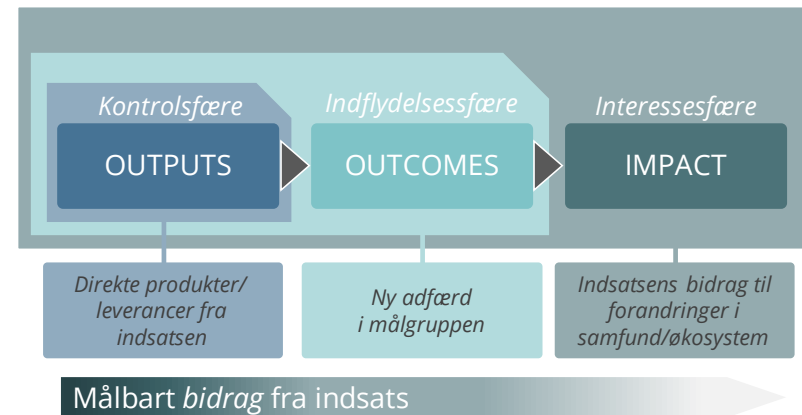 Kontrolsfære
Indflydelsessfære
Interessesfære
OUTPUTS
OUTCOMES
IMPACT
Direkte produkter/
leverancer fra
indsatsen
Ny adfærd
i målgruppen
Indsatsens bidrag til
forandringer i
samfund/økosystem
Målbart bidrag fra indsats